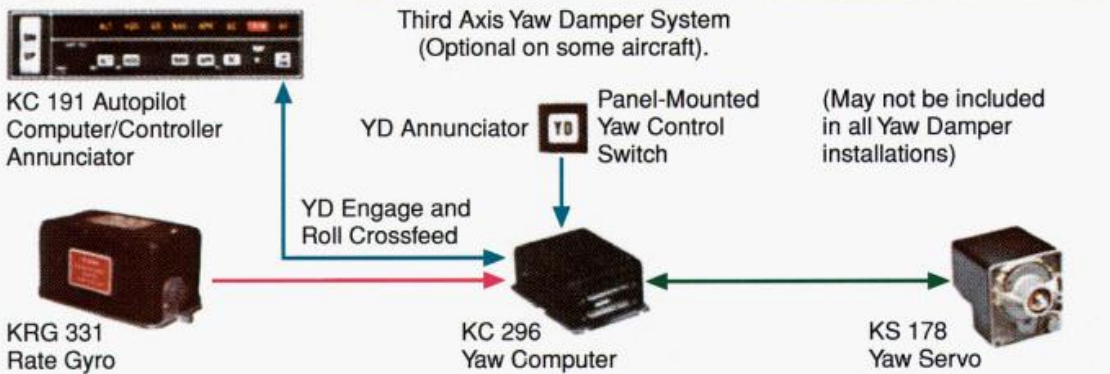 Third Axis Yaw Damper System
(Optional on some aircraft).
KC 191 Autopilot
Computer/Controller
Annunciator
YD Annunciator
YD
Panel-Mounted
Yaw Control
Switch
(May not be included
in all Yaw Damper
installations)
YD Engage and
Roll Crossfeed
KRG 331
Rate Gyro
KC 296
Yaw Computer
KS 178
Yaw Servo